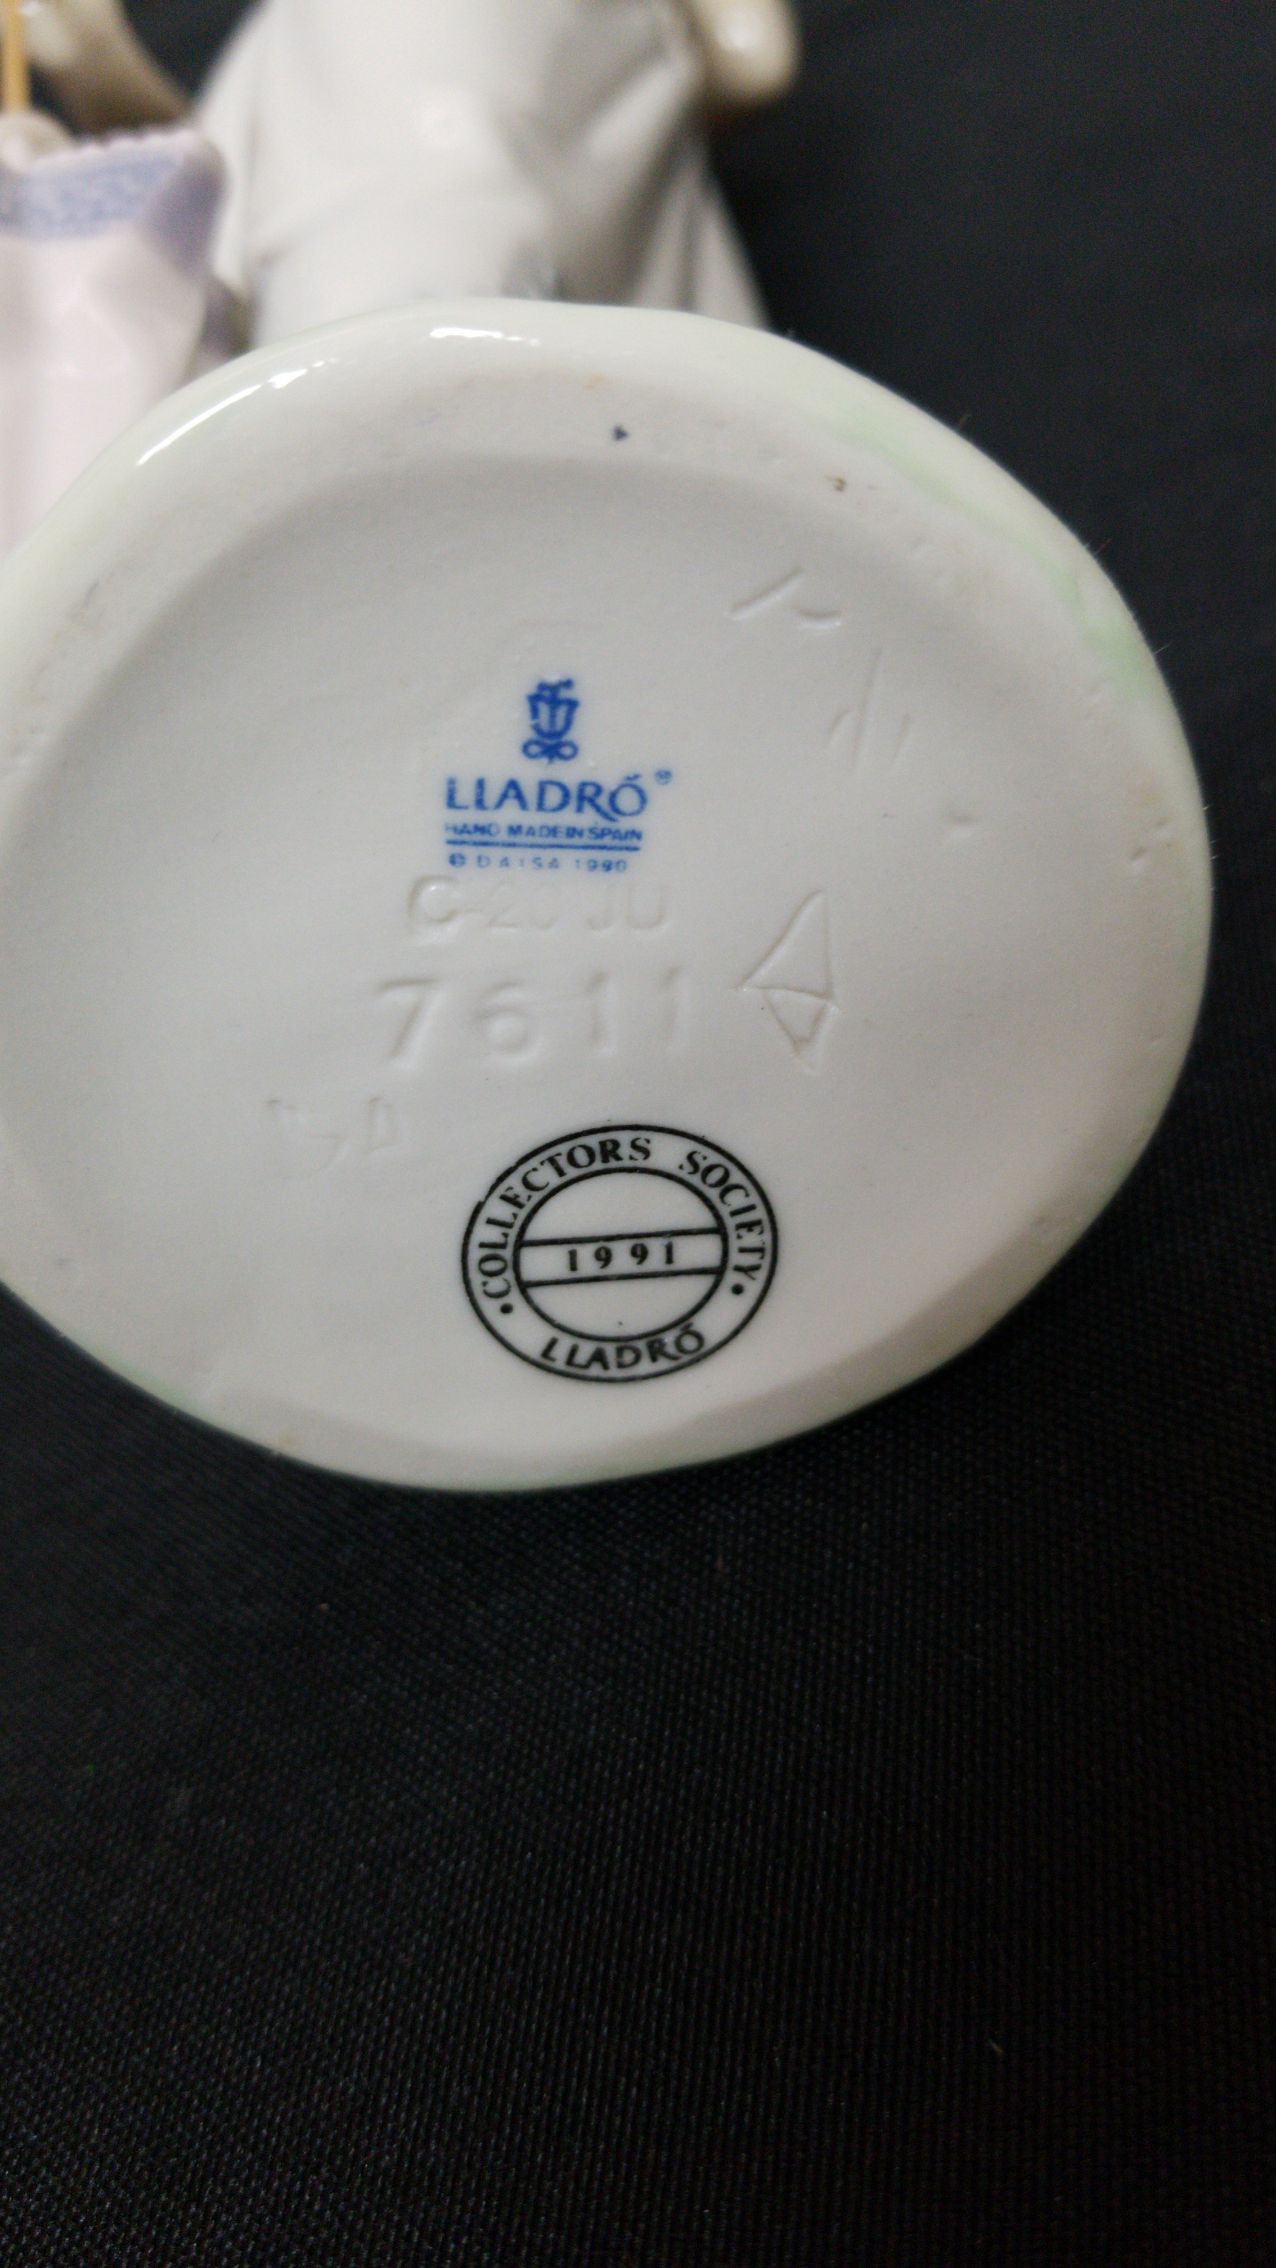 LLADRÓ®
HAND MADE IN SPAIN
© DAISA 1990
7611
COLLECTORS SOCIETY
1991
LLADRÓ